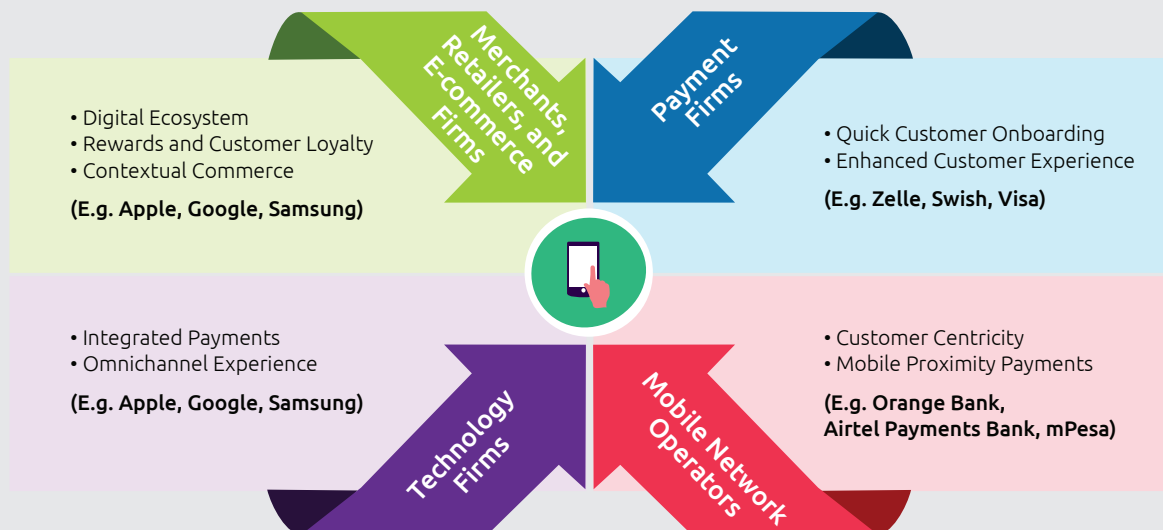 Merchants,
Retailers, and
E-commerce
Firms
• Digital Ecosystem
• Rewards and Customer Loyalty
• Contextual Commerce
(E.g. Apple, Google, Samsung)
Payment
Firms
• Quick Customer Onboarding
• Enhanced Customer Experience
(E.g. Zelle, Swish, Visa)
• Integrated Payments
• Omnichannel Experience
(E.g. Apple, Google, Samsung)
Technology
Firms
Mobile Network
Operators
• Customer Centricity
• Mobile Proximity Payments
(E.g. Orange Bank,
Airtel Payments Bank, mPesa)